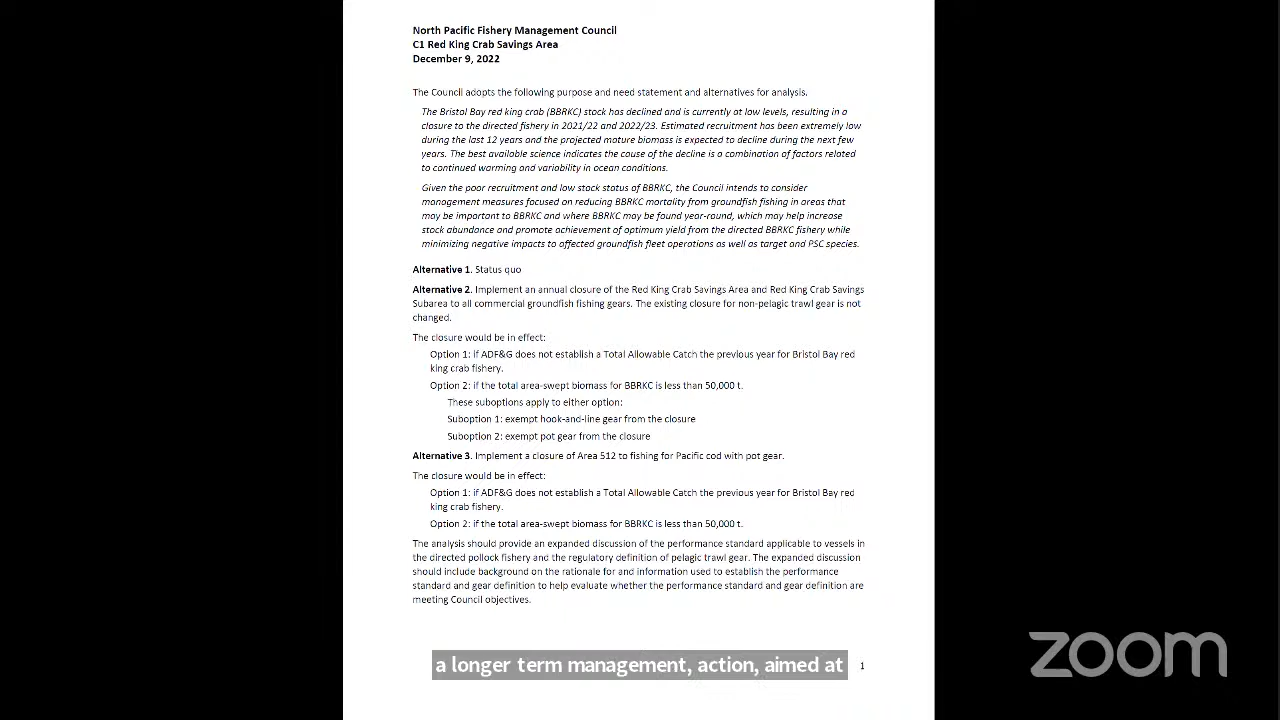 North Pacific Fishery Management Council
C1 Red King Crab Savings Area
December 9, 2022
The Council adopts the following purpose and need statement and alternatives for analysis.
The Bristol Bay red king crab (BBRKC) stock has declined and is currently at low levels, resulting in a
closure to the directed fishery in 2021/22 and 2022/23. Estimated recruitment has been extremely low
during the last 12 years and the projected mature biomass is expected to decline during the next few
years. The best available science indicates the cause of the decline is a combination of factors related
to continued warming and variability in ocean conditions.
Given the poor recruitment and low stock status of BBRKC, the Council intends to consider
management measures focused on reducing BBRKC mortality from groundfish fishing in areas that
may be important to BBRKC and where BBRKC may be found year-round, which may help increase
stock abundance and promote achievement of optimum yield from the directed BBRKC fishery while
minimizing negative impacts to affected groundfish fleet operations as well as target and PSC species.
Alternative 1. Status quo
Alternative 2. Implement an annual closure of the Red King Crab Savings Area and Red King Crab Savings
Subarea to all commercial groundfish fishing gears. The existing closure for non-pelagic trawl gear is not
changed.
The closure would be in effect:
Option 1: if ADF&G does not establish a Total Allowable Catch the previous year for Bristol Bay red
king crab fishery.
Option 2: if the total area-swept biomass for BBRKC is less than 50,000 t.
These suboptions apply to either option:
Suboption 1: exempt hook-and-line gear from the closure
Suboption 2: exempt pot gear from the closure
Alternative 3. Implement a closure of Area 512 to fishing for Pacific cod with pot gear.
The closure would be in effect:
Option 1: if ADF&G does not establish a Total Allowable Catch the previous year for Bristol Bay red
king crab fishery.
Option 2: if the total area-swept biomass for BBRKC is less than 50,000 t.
The analysis should provide an expanded discussion of the performance standard applicable to vessels in
the directed pollock fishery and the regulatory definition of pelagic trawl gear. The expanded discussion
should include background on the rationale for and information used to establish the performance
standard and gear definition to help evaluate whether the performance standard and gear definition are
meeting Council objectives.
a longer term management, action, aimed at
1
zoom